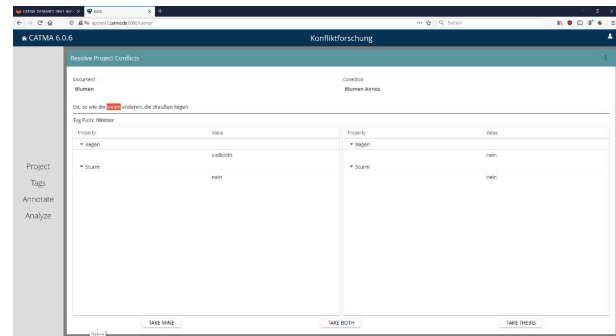 CATMA 6.0.6
Konfliktforschung
Resolve Project Conflicts
Document
Collection
Blumen
Blumen Annos
tot, so wie die vielen anderen, die draußen liegen
Tag Path: /Wetter
Property Value Property Value
Regen Regen
vielleicht nein
Sturm Sturm
nein nein
Project
Tags
Annotate
Analyze
TAKE MINE
TAKE BOTH
TAKE THEIRS